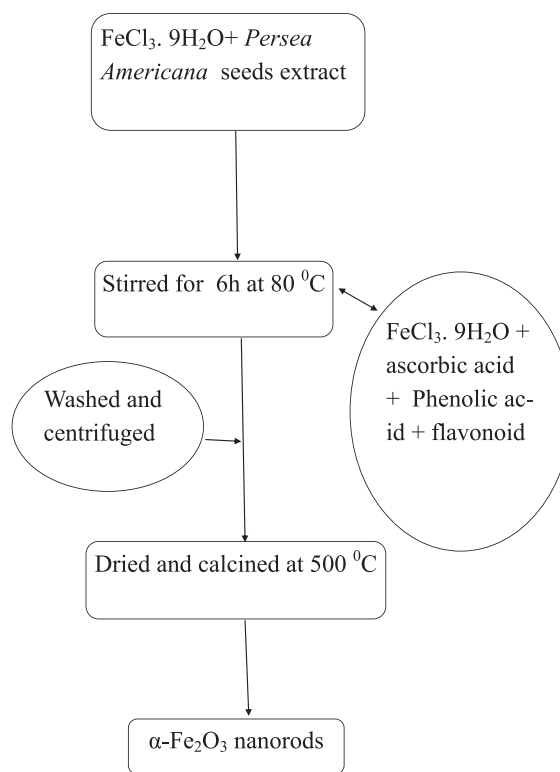 FeCl₃. 9H₂O+ Persea
Americana seeds extract
Stirred for 6h at 80 ⁰C
FeCl₃. 9H₂O +
ascorbic acid
+ Phenolic ac-
id + flavonoid
Washed and
centrifuged
Dried and calcined at 500 ⁰C
α-Fe₂O₃ nanorods